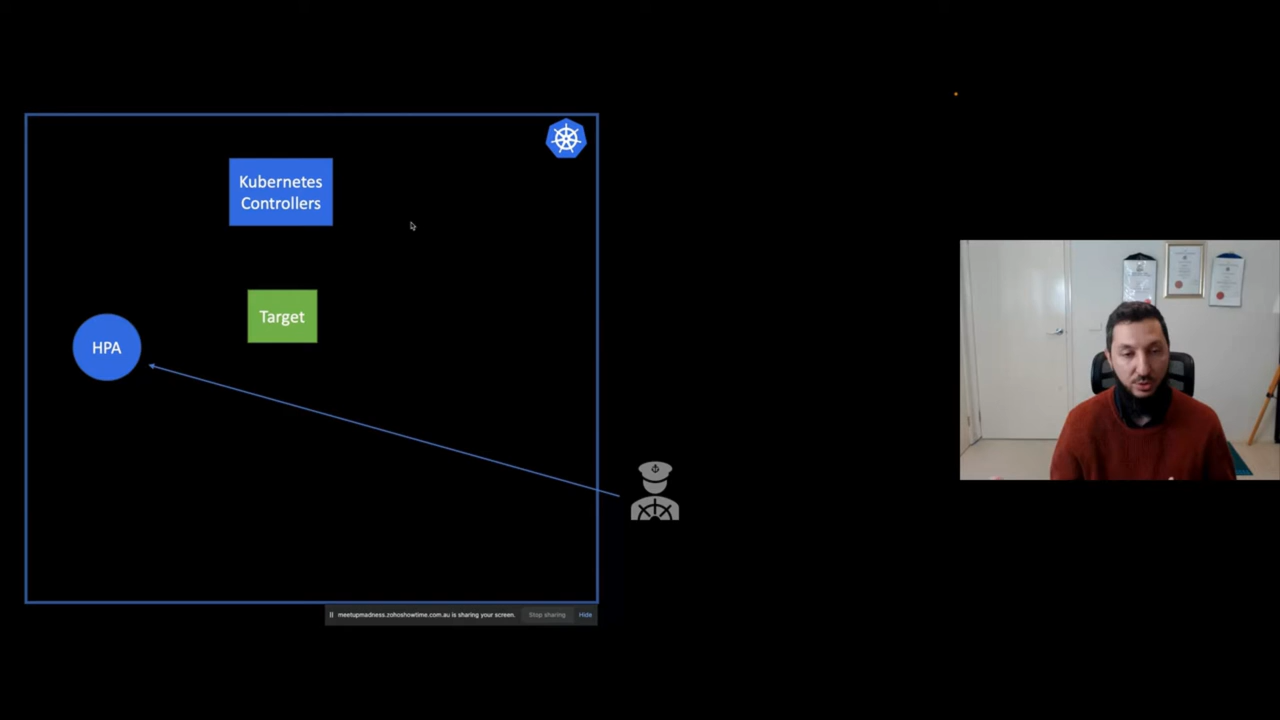 Kubernetes
Controllers
Target
HPA
meetupmadness.zohoshowtime.com.au is sharing your screen.
Stop sharing
Hide